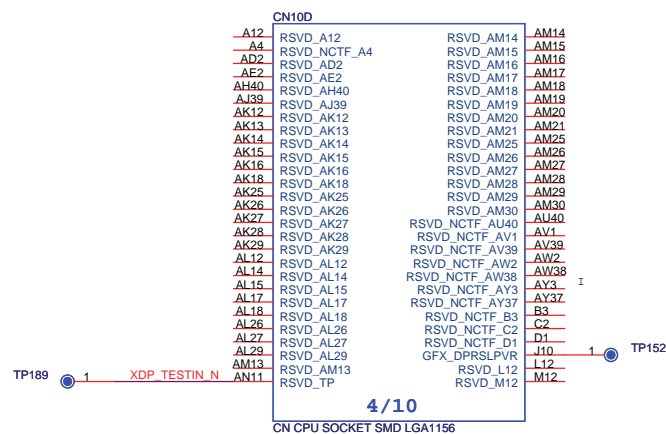 CN10D
A12 RSVD_A12 RSVD_AM14 AM14
A4 RSVD_NCTF_A4 RSVD_AM15 AM15
AD2 RSVD_AD2 RSVD_AM16 AM16
AE2 RSVD_AE2 RSVD_AM17 AM17
AH40 RSVD_AH40 RSVD_AM18 AM18
AJ39 RSVD_AJ39 RSVD_AM19 AM19
AK12 RSVD_AK12 RSVD_AM20 AM20
AK13 RSVD_AK13 RSVD_AM21 AM21
AK14 RSVD_AK14 RSVD_AM25 AM25
AK15 RSVD_AK15 RSVD_AM26 AM26
AK16 RSVD_AK16 RSVD_AM27 AM27
AK18 RSVD_AK18 RSVD_AM28 AM28
AK25 RSVD_AK25 RSVD_AM29 AM29
AK26 RSVD_AK26 RSVD_AM30 AM30
AK27 RSVD_AK27 RSVD_NCTF_AU40 AU40
AK28 RSVD_AK28 RSVD_NCTF_AV1 AV1
AK29 RSVD_AK29 RSVD_NCTF_AV39 AV39
AL12 RSVD_AL12 RSVD_NCTF_AW2 AW2
AL14 RSVD_AL14 RSVD_NCTF_AW38 AW38
AL15 RSVD_AL15 RSVD_NCTF_AY3 AY3
AL17 RSVD_AL17 RSVD_NCTF_AY37 AY37
AL18 RSVD_AL18 RSVD_NCTF_B3 B3
AL26 RSVD_AL26 RSVD_NCTF_C2 C2
AL27 RSVD_AL27 RSVD_NCTF_D1 D1
AL29 RSVD_AL29 GFX_DPRSLPVR J10 1 TP152
AM13 RSVD_AM13 RSVD_L12 L12
TP189 1 XDP_TESTIN_N AN11 RSVD_TP RSVD_M12 M12
4/10
CN CPU SOCKET SMD LGA1156